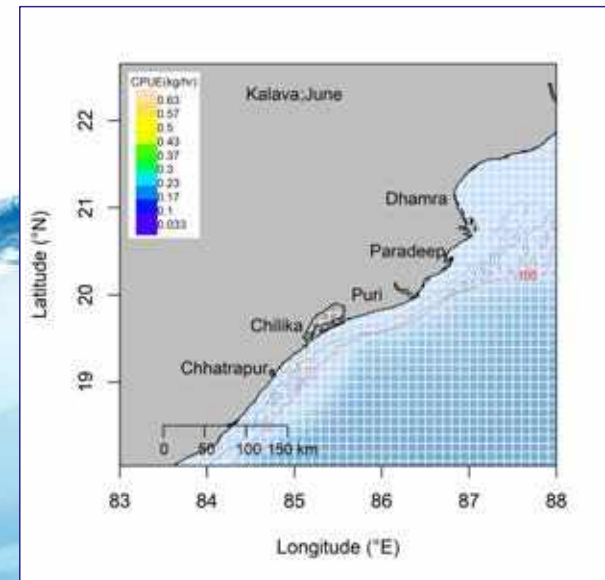 CPUE(kg/hr)
0.63
0.57
0.5
0.43
0.37
0.3
0.23
0.17
0.1
0.033
Kalava:June
Dhamra
Paradeep
Puri
Chilika
Chhatrapur
100
0 50 100 150 km
22
21
20
19
Latitude (°N)
83 84 85 86 87 88
Longitude (°E)